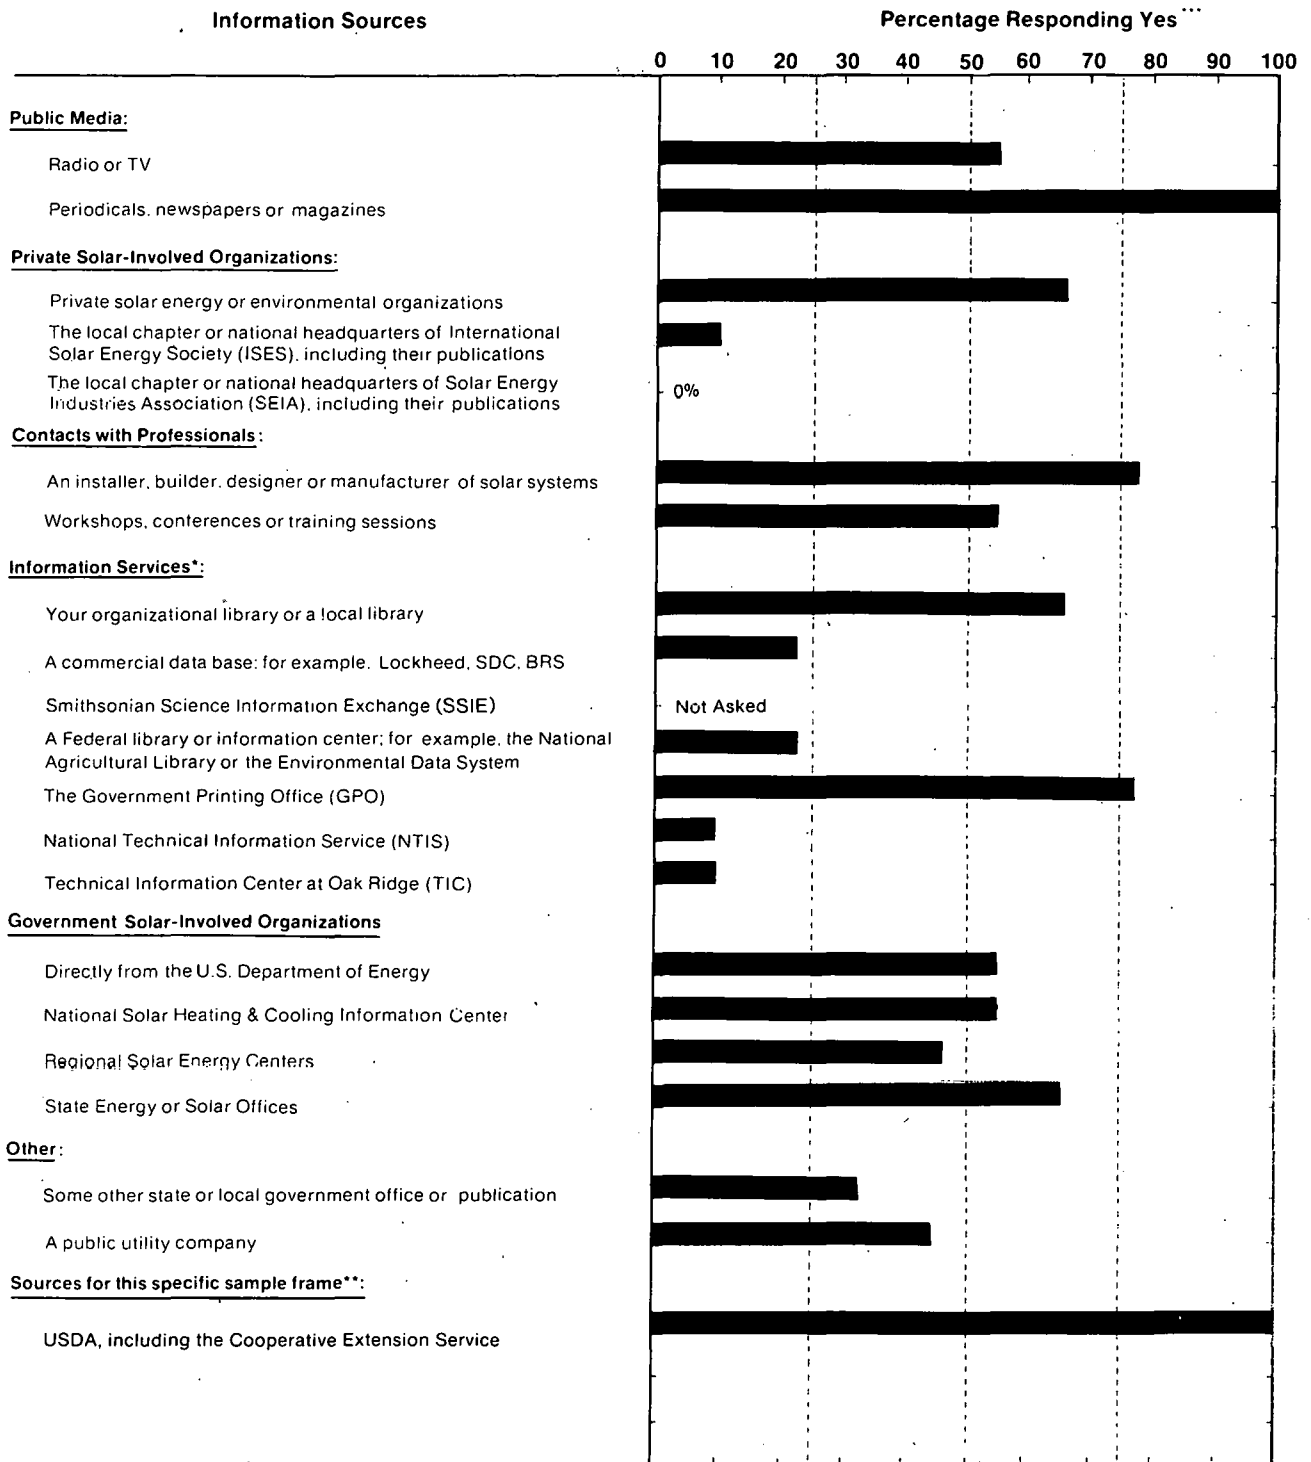 Information Sources
Percentage Responding Yes***
0 10 20 30 40 50 60 70 80 90 100
Public Media:
Radio or TV
Periodicals. newspapers or magazines
Private Solar-Involved Organizations:
Private solar energy or environmental organizations
The local chapter or national headquarters of International
Solar Energy Society (ISES). including their publications
The local chapter or national headquarters of Solar Energy
Industries Association (SEIA). including their publications
0%
Contacts with Professionals:
An installer. builder. designer or manufacturer of solar systems
Workshops, conferences or training sessions
Information Services*:
Your organizational library or a local library
A commercial data base: for example. Lockheed, SDC, BRS
Smithsonian Science Information Exchange (SSIE)
Not Asked
A Federal library or information center; for example, the National
Agricultural Library or the Environmental Data System
The Government Printing Office (GPO)
National Technical Information Service (NTIS)
Technical Information Center at Oak Ridge (TIC)
Government Solar-Involved Organizations
Directly from the U.S. Department of Energy
National Solar Heating & Cooling Information Center
Regional Solar Energy Centers
State Energy or Solar Offices
Other:
Some other state or local government office or publication
A public utility company
Sources for this specific sample frame**:
USDA, including the Cooperative Extension Service